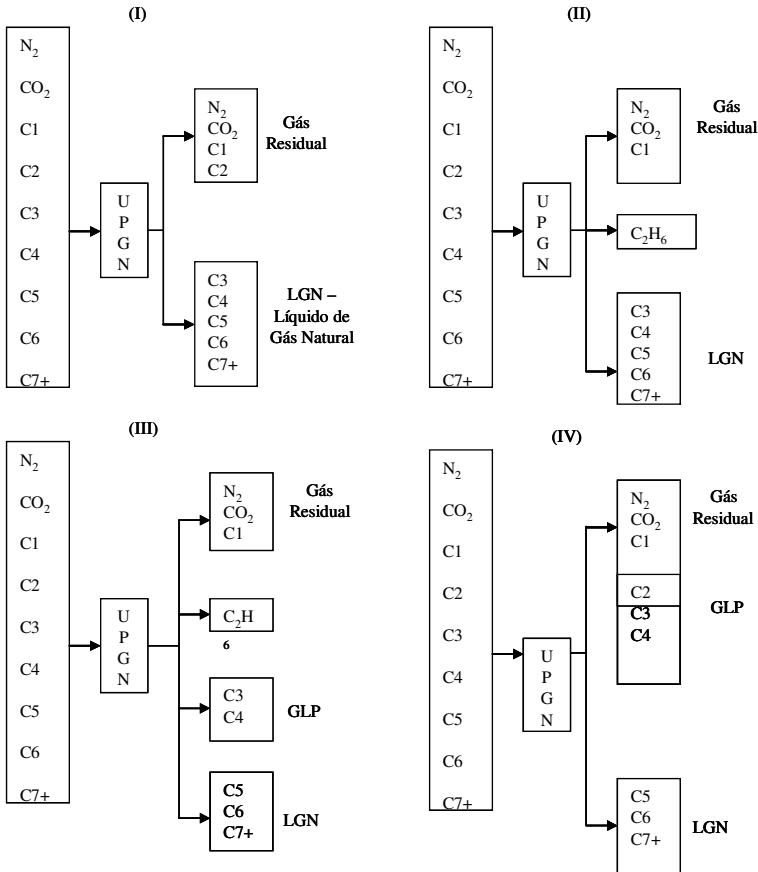 (I)
N₂
CO₂
C1
C2
C3
C4
C5
C6
C7+
U
P
G
N
N₂
CO₂
C1
C2
Gás
Residual
C3
C4
C5
C6
C7+
LGN –
Líquido de
Gás Natural
(II)
N₂
CO₂
C1
C2
C3
C4
C5
C6
C7+
U
P
G
N
N₂
CO₂
C1
Gás
Residual
C₂H₆
C3
C4
C5
C6
C7+
LGN
(III)
N₂
CO₂
C1
C2
C3
C4
C5
C6
C7+
U
P
G
N
N₂
CO₂
C1
Gás
Residual
C₂H
6
C3
C4
GLP
C5
C6
C7+
LGN
(IV)
N₂
CO₂
C1
C2
C3
C4
C5
C6
C7+
U
P
G
N
N₂
CO₂
C1
Gás
Residual
C2
C3
C4
GLP
C5
C6
C7+
LGN